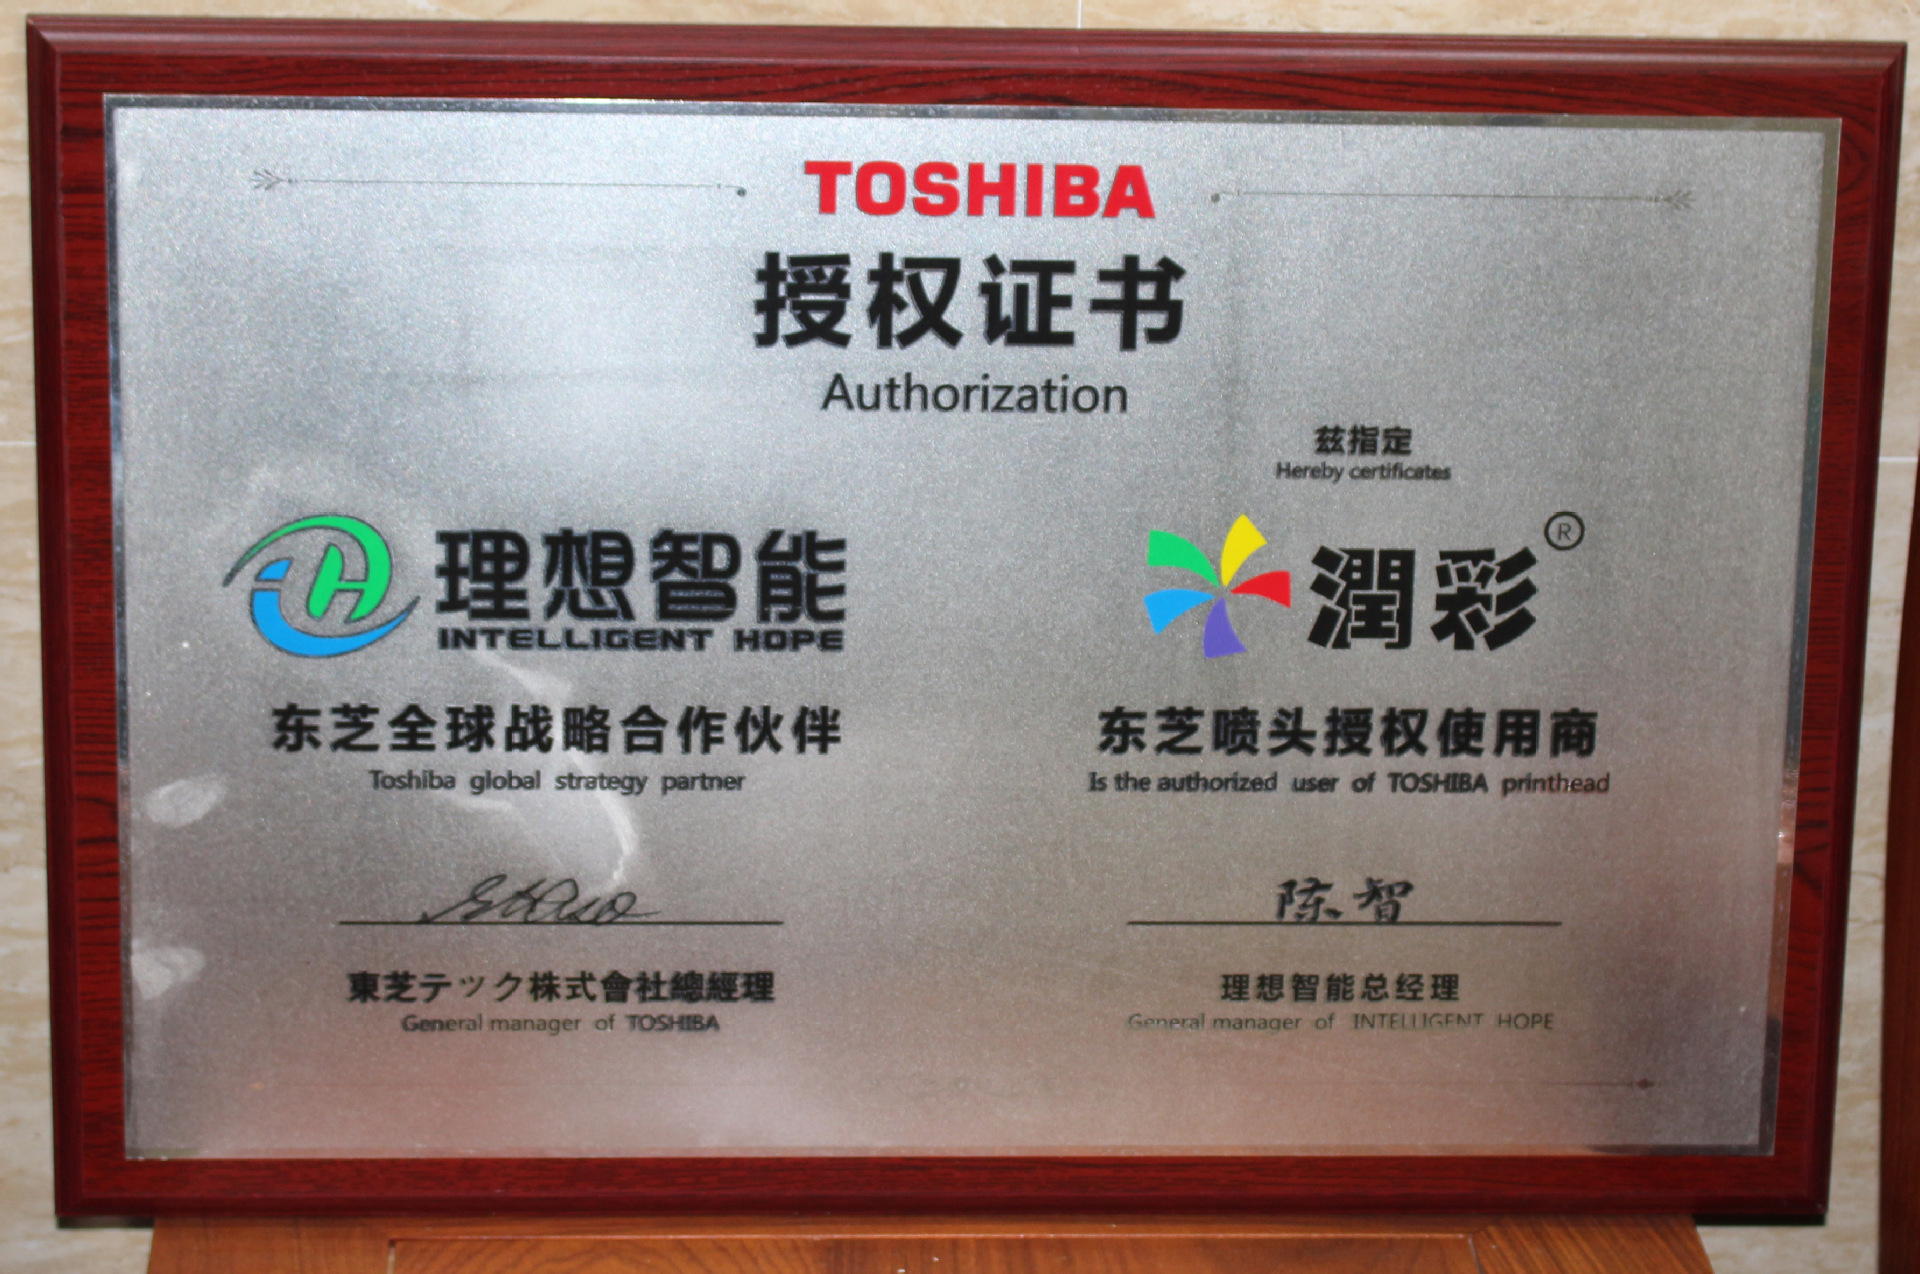 TOSHIBA
授权证书
Authorization
兹指定
Hereby certificates
理想智能
INTELLIGENT HOPE
潤彩®
东芝全球战略合作伙伴
Toshiba global strategy partner
东芝喷头授权使用商
Is the authorized user of TOSHIBA printhead
陈智
東芝テック株式會社總經理
General manager of TOSHIBA
理想智能总经理
General manager of INTELLIGENT HOPE